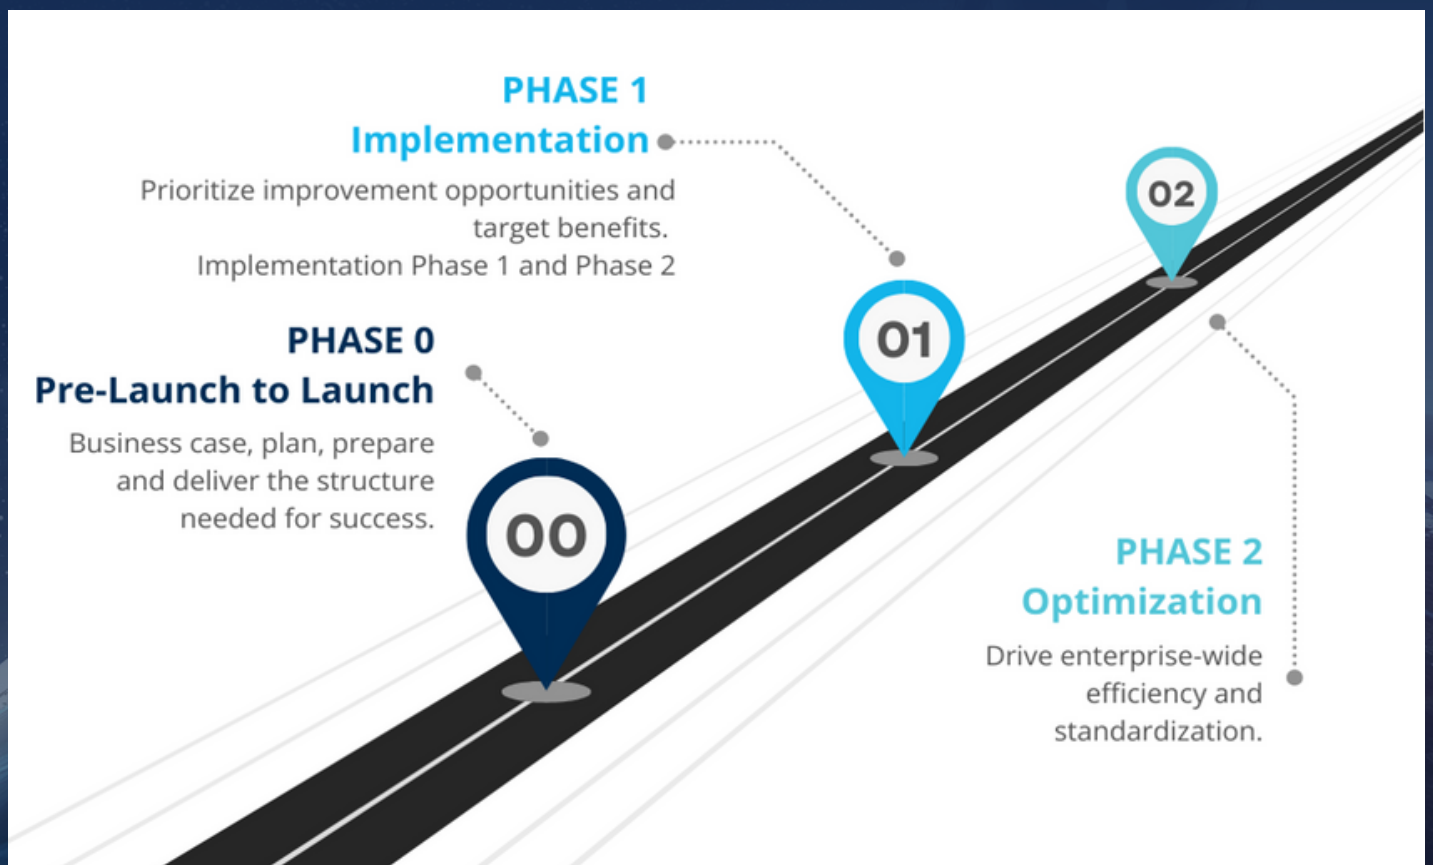 PHASE 1
Implementation
Prioritize improvement opportunities and
target benefits.
Implementation Phase 1 and Phase 2
PHASE 0
Pre-Launch to Launch
Business case, plan, prepare
and deliver the structure
needed for success.
00
01
02
PHASE 2
Optimization
Drive enterprise-wide
efficiency and
standardization.